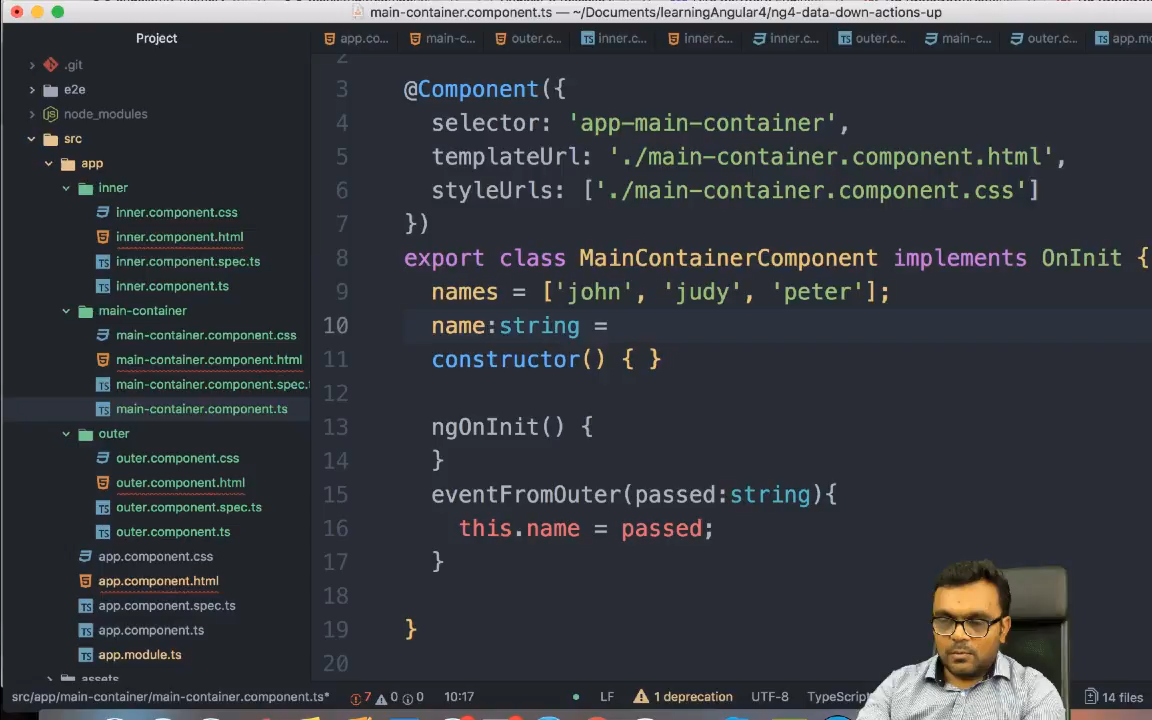 main-container.component.ts — ~/Documents/learningAngular4/ng4-data-down-actions-up
Project
app.co... main-c... outer.c... inner.c... inner.c... inner.c... outer.c... main-c... outer.c... app.mo
.git
e2e
node_modules
src
app
inner
inner.component.css
inner.component.html
inner.component.spec.ts
inner.component.ts
main-container
main-container.component.css
main-container.component.html
main-container.component.spec.t
main-container.component.ts
outer
outer.component.css
outer.component.html
outer.component.spec.ts
outer.component.ts
app.component.css
app.component.html
app.component.spec.ts
app.component.ts
app.module.ts
assets
2
3 @Component({
4 selector: 'app-main-container',
5 templateUrl: './main-container.component.html',
6 styleUrls: ['./main-container.component.css']
7 })
8 export class MainContainerComponent implements OnInit {
9 names = ['john', 'judy', 'peter'];
10 name:string =
11 constructor() { }
12
13 ngOnInit() {
14 }
15 eventFromOuter(passed:string){
16 this.name = passed;
17 }
18
19 }
20
src/app/main-container/main-container.component.ts* 7 0 0 10:17 LF 1 deprecation UTF-8 TypeScript 14 files